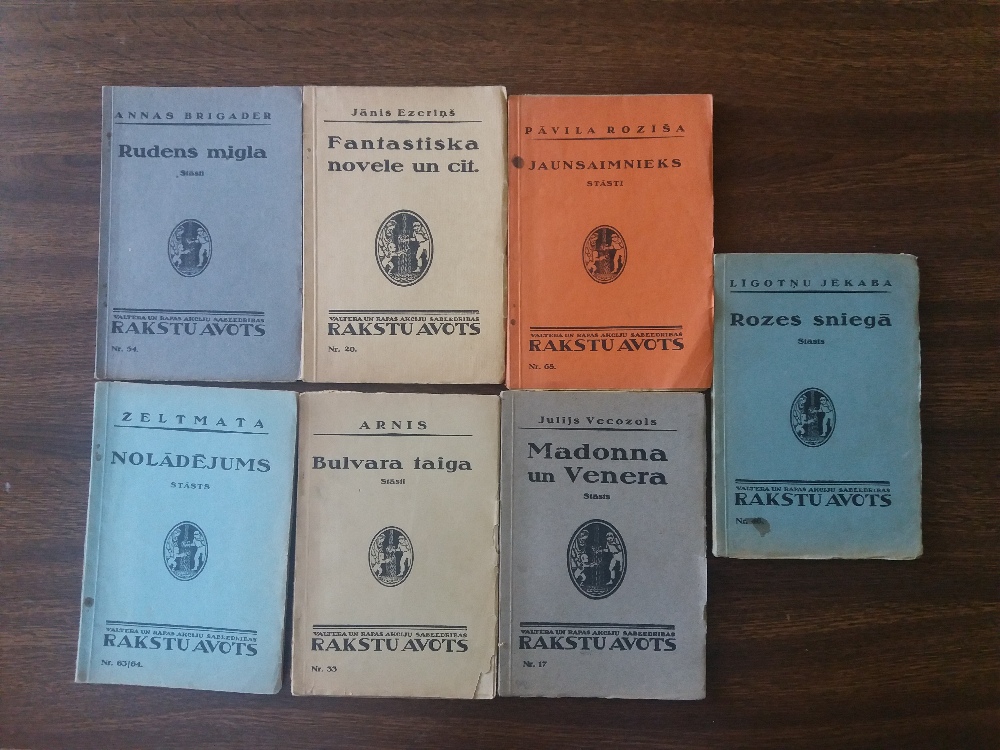 ANNAS BRIGADER
Rudens migla
Stāsti
VALTERA UN RAPAS AKCIJU SABIEDRĪBAS
RAKSTU AVOTS
Nr. 54.
Jānis Ezeriņš
Fantastiska
novele un cit.
VALTERA UN RAPAS AKCIJU SABIEDRĪBAS
RAKSTU AVOTS
Nr. 20.
PĀVILA ROZIŠA
JAUNSAIMNIEKS
STĀSTI
VALTERA UN RAPAS AKCIJU SABIEDRĪBAS
RAKSTU AVOTS
Nr. 68.
LĪGOTŅU JĒKABA
Rozes sniegā
Stāsts
VALTERA UN RAPAS AKCIJU SABIEDRĪBAS
RAKSTU AVOTS
Nr.
ZELTMATA
NOLĀDĒJUMS
STĀSTS
VALTERA UN RAPAS AKCIJU SABIEDRĪBAS
RAKSTU AVOTS
Nr. 63/64.
ARNIS
Bulvara taiga
Stāsti
VALTERA UN RAPAS AKCIJU SABIEDRĪBAS
RAKSTU AVOTS
Nr. 33
Julijs Vecozols
Madonna
un Venera
Stāsts
VALTERA UN RAPAS AKCIJU SABIEDRĪBAS
RAKSTU AVOTS
Nr. 17